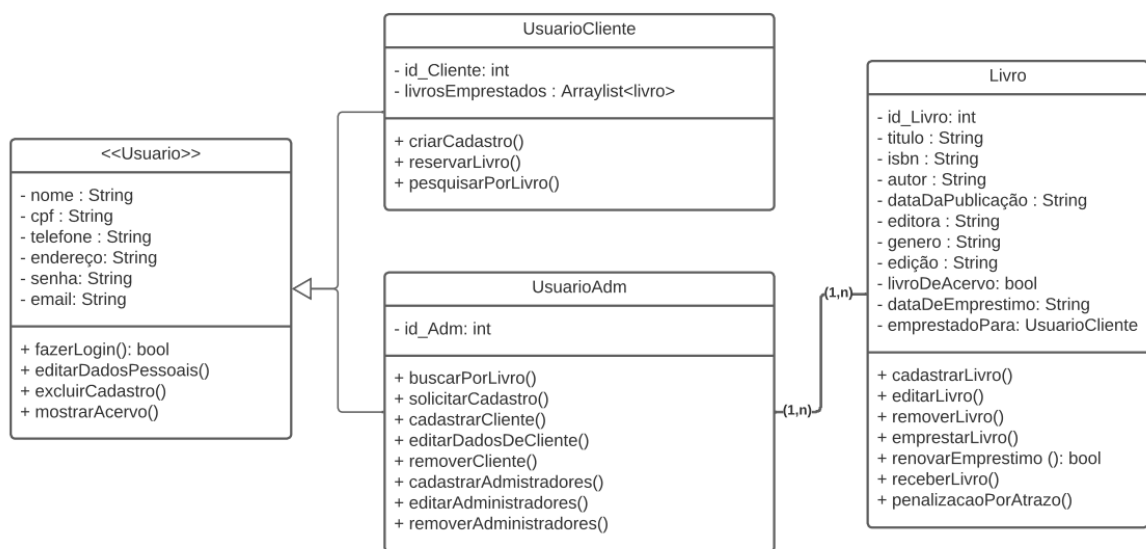 <<Usuario>>
- nome : String
- cpf : String
- telefone : String
- endereço: String
- senha: String
- email: String
+ fazerLogin(): bool
+ editarDadosPessoais()
+ excluirCadastro()
+ mostrarAcervo()
UsuarioCliente
- id_Cliente: int
- livrosEmprestados : Arraylist<livro>
+ criarCadastro()
+ reservarLivro()
+ pesquisarPorLivro()
UsuarioAdm
- id_Adm: int
+ buscarPorLivro()
+ solicitarCadastro()
+ cadastrarCliente()
+ editarDadosDeCliente()
+ removerCliente()
+ cadastrarAdmistradores()
+ editarAdministradores()
+ removerAdministradores()
(1,n)
(1,n)
Livro
- id_Livro: int
- titulo : String
- isbn : String
- autor : String
- dataDaPublicação : String
- editora : String
- genero : String
- edição : String
- livroDeAcervo: bool
- dataDeEmprestimo: String
- emprestadoPara: UsuarioCliente
+ cadastrarLivro()
+ editarLivro()
+ removerLivro()
+ emprestarLivro()
+ renovarEmprestimo (): bool
+ receberLivro()
+ penalizacaoPorAtrazo()